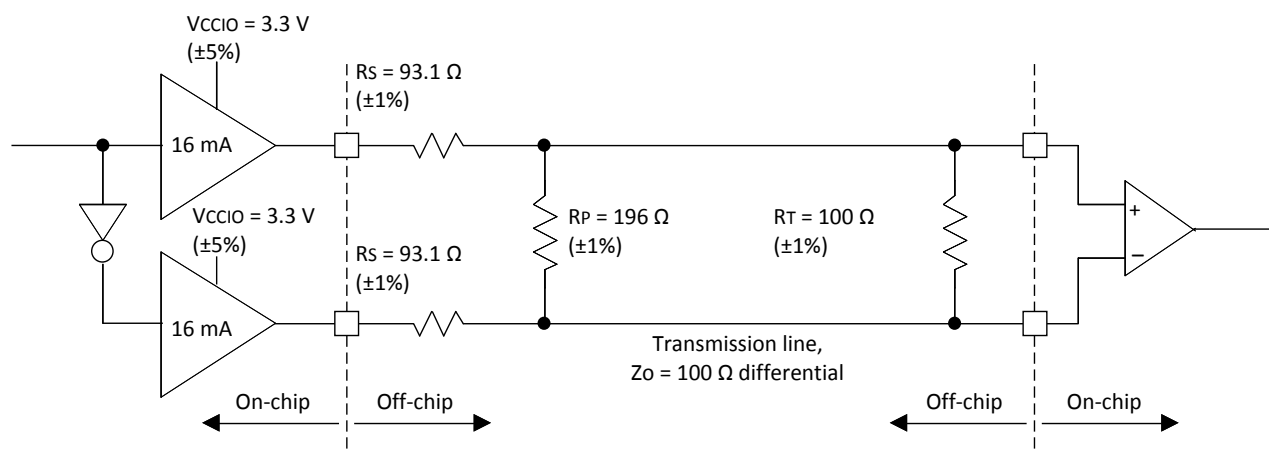 VCCIO = 3.3 V
(±5%)
16 mA
RS = 93.1 Ω
(±1%)
VCCIO = 3.3 V
(±5%)
16 mA
RS = 93.1 Ω
(±1%)
RP = 196 Ω
(±1%)
RT = 100 Ω
(±1%)
+
−
Transmission line,
Zo = 100 Ω differential
On-chip
Off-chip
Off-chip
On-chip